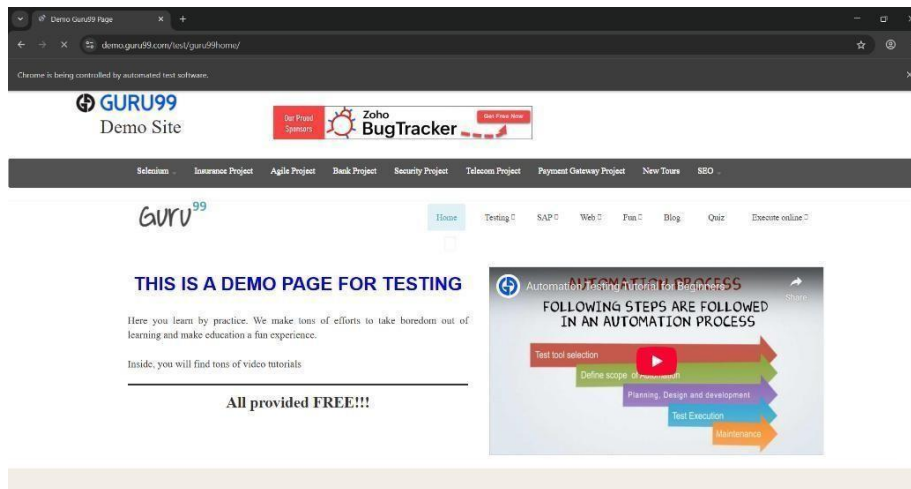 Demo Guru99 Page
demo.guru99.com/test/guru99home/
Chrome is being controlled by automated test software.
GURU99
Demo Site
Our Proud
Sponsors
Zoho
BugTracker
Get Free Now
Selenium Insurance Project Agile Project Bank Project Security Project Telecom Project Payment Gateway Project New Tours SEO
Guru99
Home Testing SAP Web Fun Blog Quiz Execute online
THIS IS A DEMO PAGE FOR TESTING
Here you learn by practice. We make tons of efforts to take boredom out of
learning and make education a fun experience.
Inside, you will find tons of video tutorials
All provided FREE!!!
AUTOMATION PROCESS
Automation Testing Tutorial for Beginners
Share
FOLLOWING STEPS ARE FOLLOWED
IN AN AUTOMATION PROCESS
Test tool selection
Define scope of Automation
Planning, Design and development
Test Execution
Maintenance